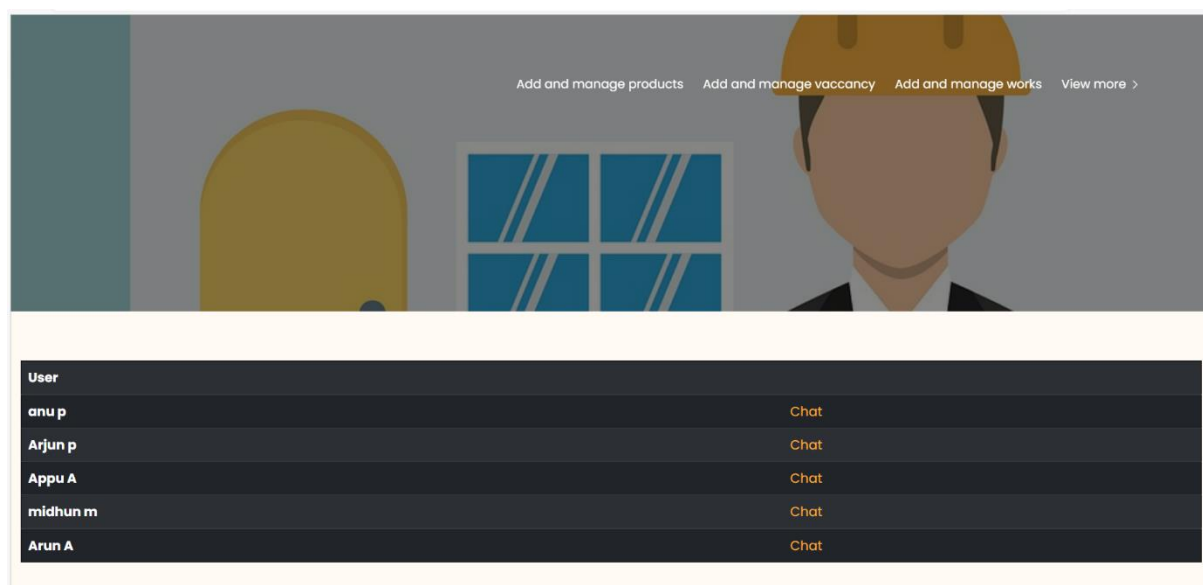 Add and manage products Add and manage vaccancy Add and manage works View more >
User
anu p Chat
Arjun p Chat
Appu A Chat
midhun m Chat
Arun A Chat